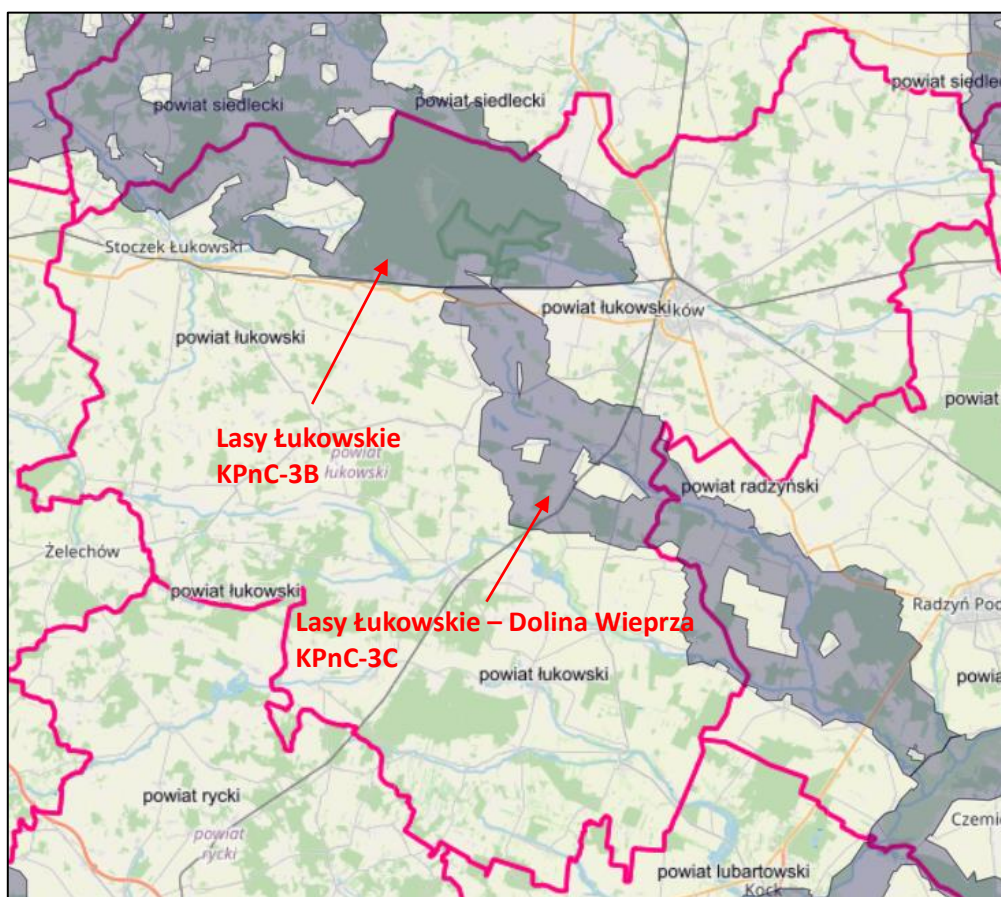 powiat siedlecki
powiat siedlecki
powiat siedlec
Stoczek Łukowski
powiat łukowski
powiat łukowski
powiat
Lasy Łukowskie
KPnC-3B
powiat
łukowski
powiat radzyński
Żelechów
powiat łukowski
Radzyń Pod
Lasy Łukowskie – Dolina Wieprza
KPnC-3C
powiat łukowski
powia
powiat rycki
powiat
rycki
Czemie
powiat lubartowski
Kock